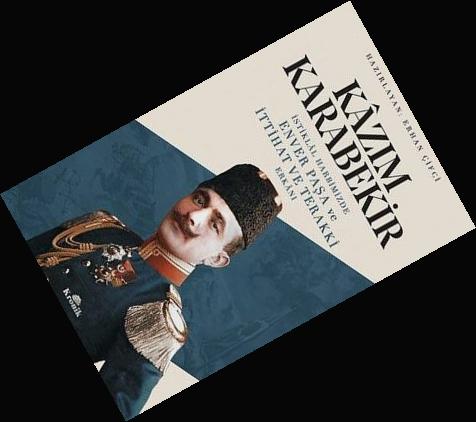 HAZIRLAYAN: ERHAN ÇİFCİ
KÂZIM
KARABEKİR
İSTİKLÂL HARBİMİZDE
ENVER PAŞA ve
İTTİHAT VE TERAKKİ
ERKÂNI
Kronik